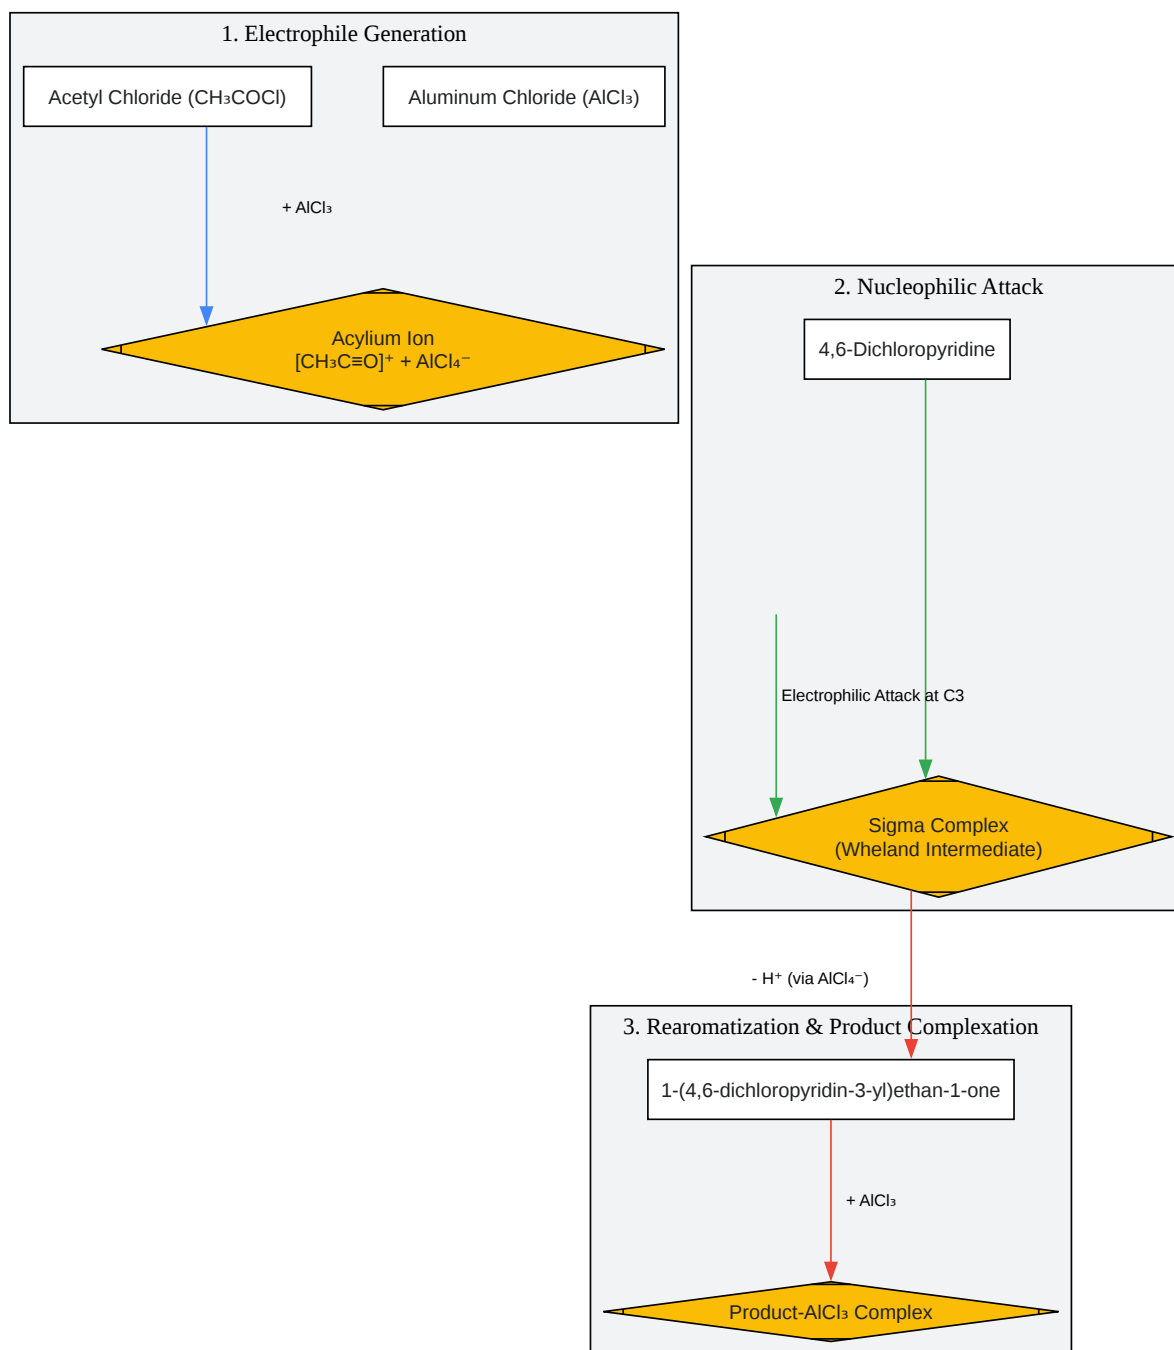 1. Electrophile Generation
Acetyl Chloride (CH₃COCl)
Aluminum Chloride (AlCl₃)
+ AlCl₃
Acylium Ion
[CH₃C≡O]⁺ + AlCl₄⁻
2. Nucleophilic Attack
4,6-Dichloropyridine
Electrophilic Attack at C3
Sigma Complex
(Wheland Intermediate)
- H⁺ (via AlCl₄⁻)
3. Rearomatization & Product Complexation
1-(4,6-dichloropyridin-3-yl)ethan-1-one
+ AlCl₃
Product-AlCl₃ Complex